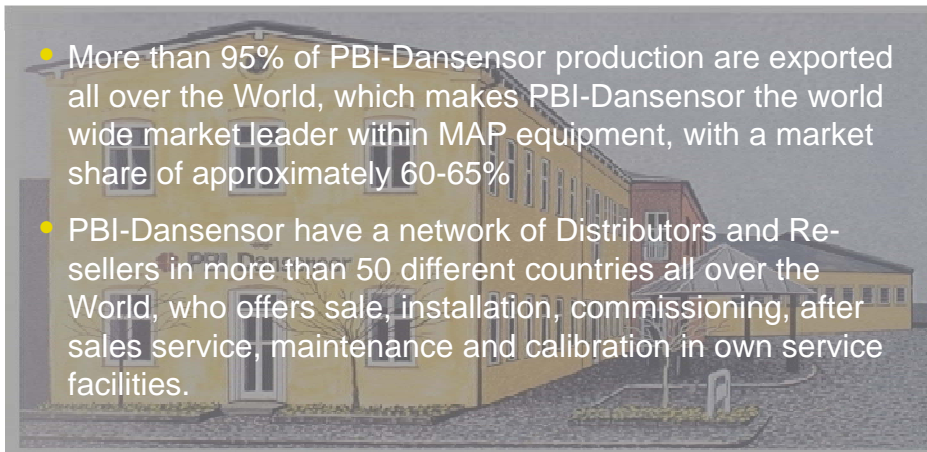 • More than 95% of PBI-Dansensor production are exported
all over the World, which makes PBI-Dansensor the world
wide market leader within MAP equipment, with a market
share of approximately 60-65%
• PBI-Dansensor have a network of Distributors and Re-
sellers in more than 50 different countries all over the
World, who offers sale, installation, commissioning, after
sales service, maintenance and calibration in own service
facilities.
PBI Dansensor